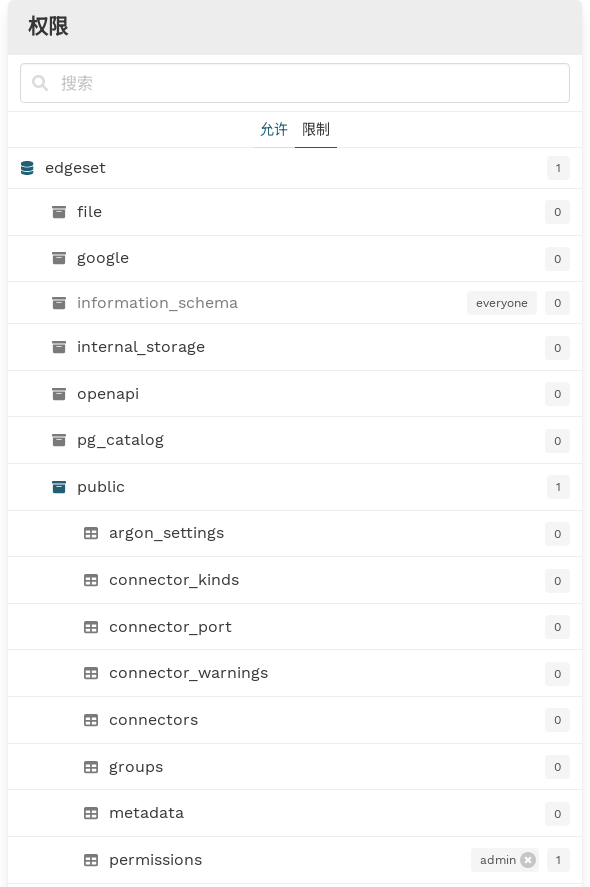 权限
搜索
允许 限制
edgeset 1
file 0
google 0
information_schema everyone 0
internal_storage 0
openapi 0
pg_catalog 0
public 1
argon_settings 0
connector_kinds 0
connector_port 0
connector_warnings 0
connectors 0
groups 0
metadata 0
permissions admin 1